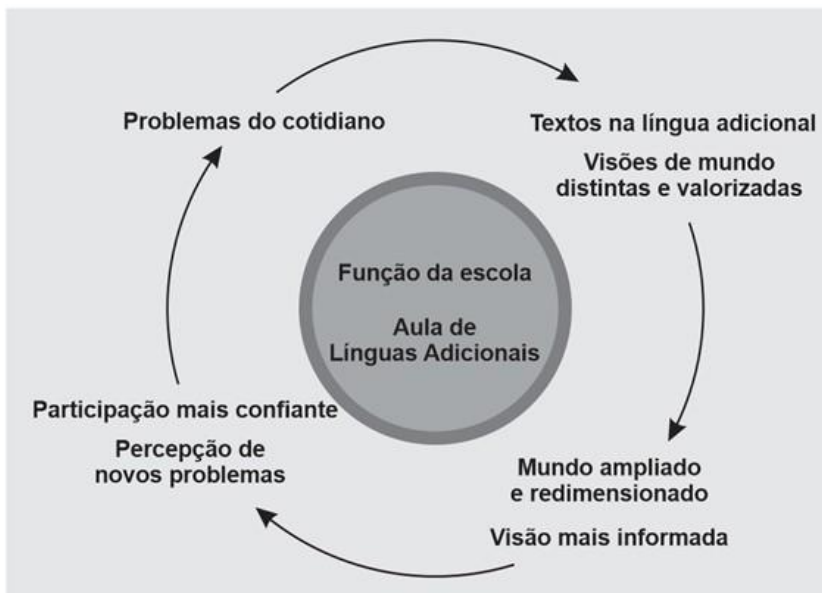 Problemas do cotidiano
Textos na língua adicional
Visões de mundo
distintas e valorizadas
Função da escola
Aula de
Línguas Adicionais
Mundo ampliado
e redimensionado
Visão mais informada
Participação mais confiante
Percepção de
novos problemas